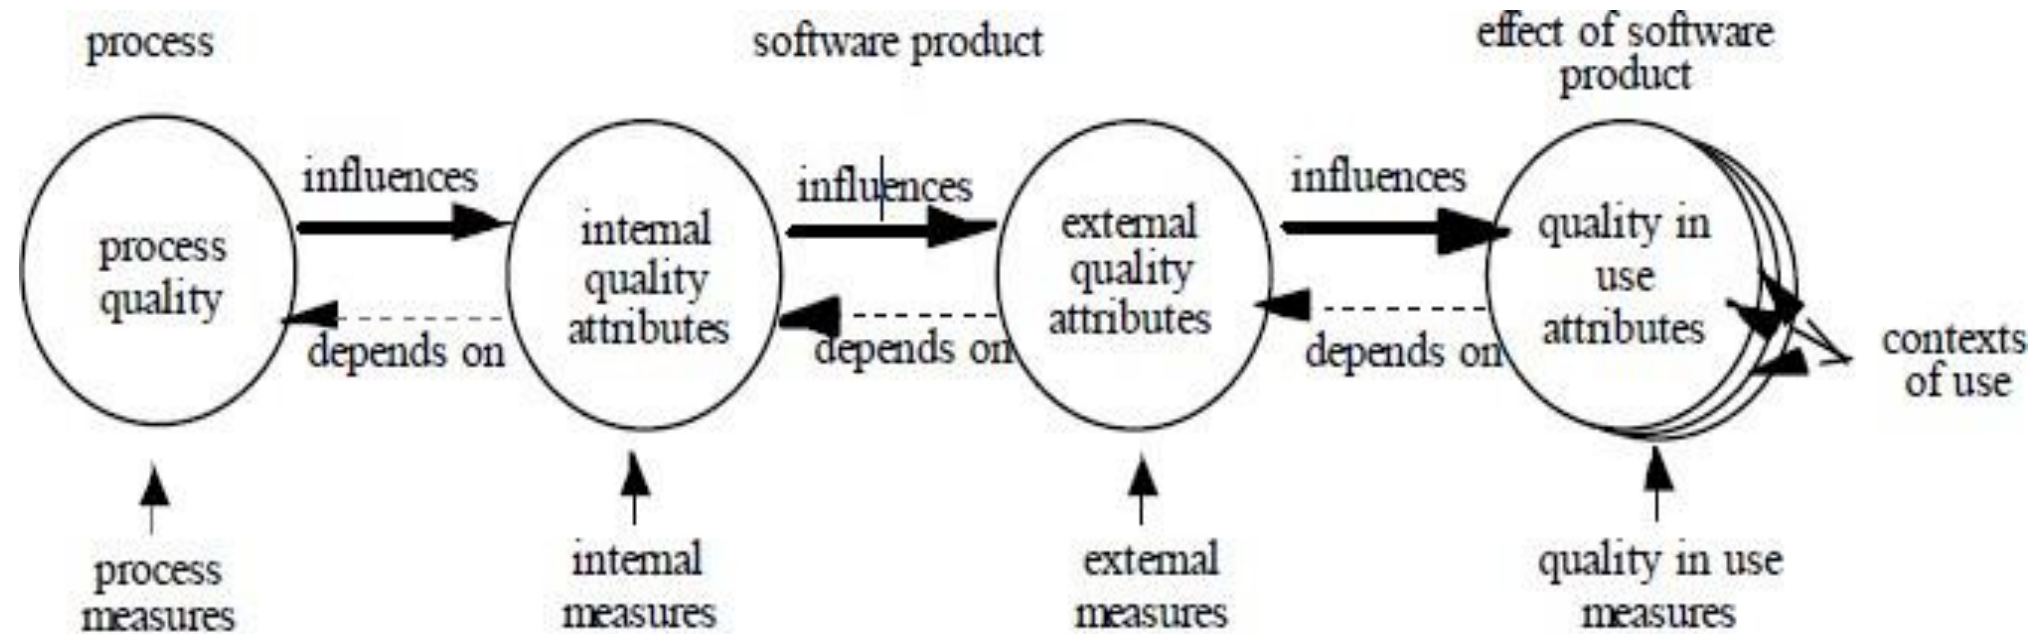 process
software product
effect of software
product
influences
influences
influences
process
quality
internal
quality
attributes
external
quality
attributes
quality in
use
attributes
depends on
depends on
depends on
contexts
of use
process
measures
internal
measures
external
measures
quality in use
measures